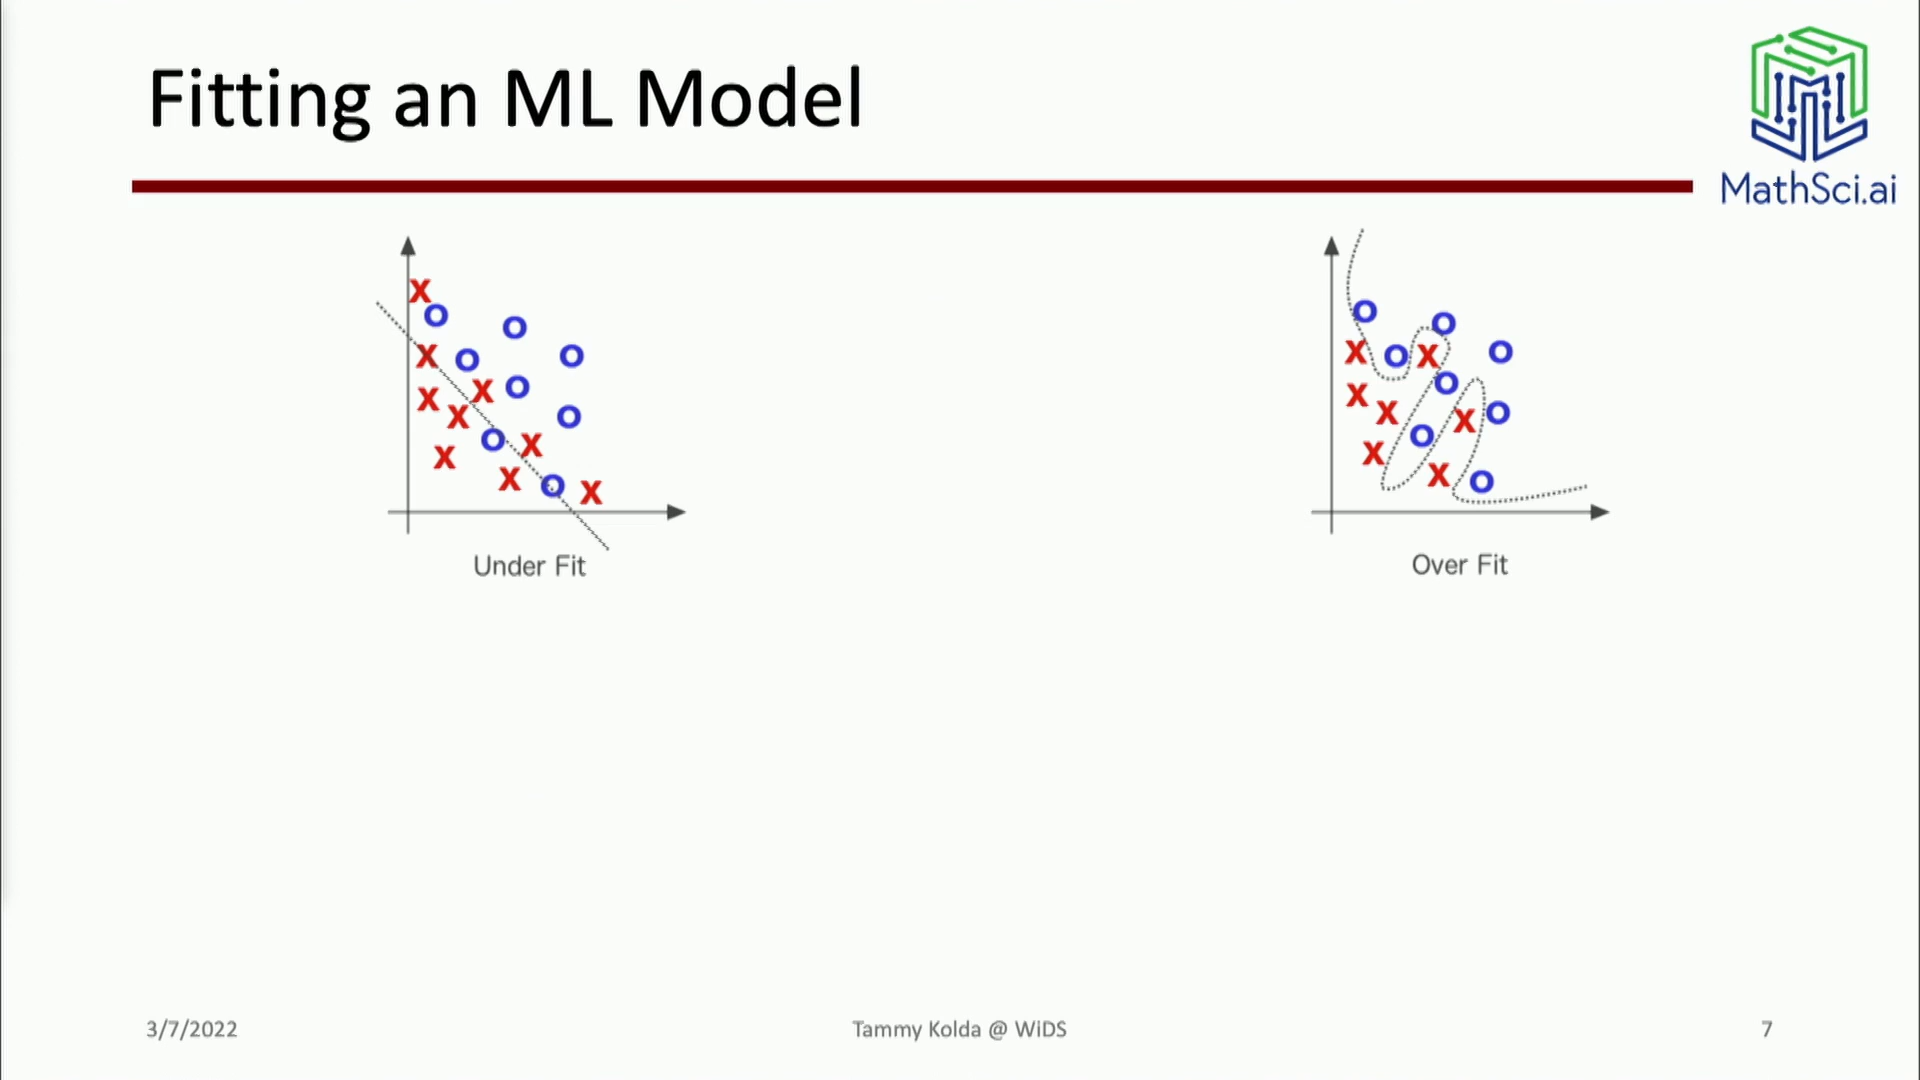 Fitting an ML Model
MathSci.ai
X
O
O
X
O
O
X
O
X
X
O
O
X
X
X
X
O
X
Under Fit
O
O
X
O
X
O
O
X
X
X
O
O
X
X
O
Over Fit
3/7/2022
Tammy Kolda @ WiDS
7